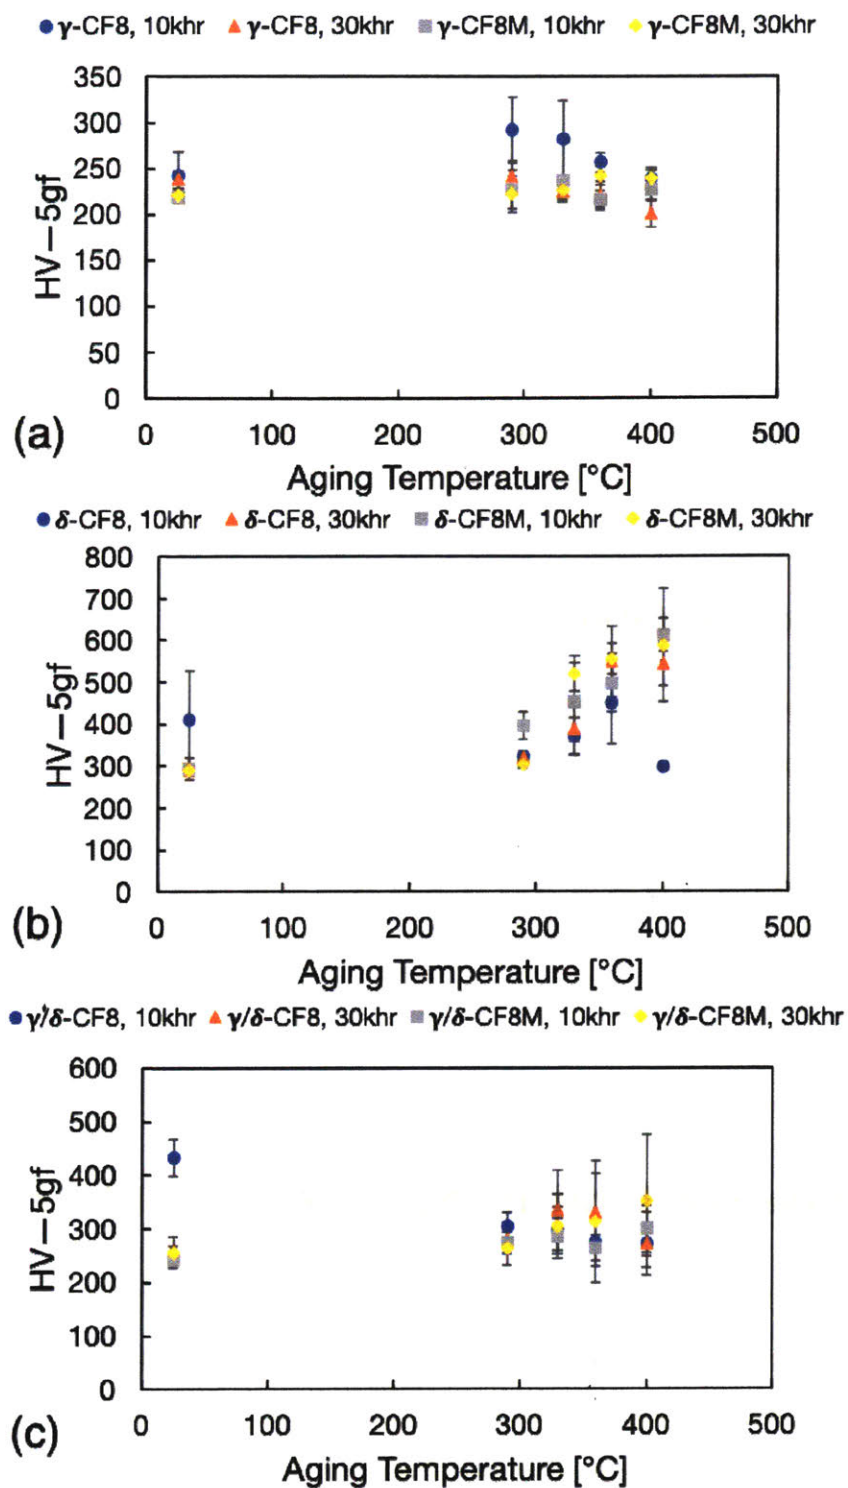 γ-CF8, 10khr γ-CF8, 30khr γ-CF8M, 10khr γ-CF8M, 30khr
350
300
250
200
150
100
50
0
HV—5gf
0 100 200 300 400 500
(a)
Aging Temperature [°C]
δ-CF8, 10khr δ-CF8, 30khr δ-CF8M, 10khr δ-CF8M, 30khr
800
700
600
500
400
300
200
100
0
HV—5gf
0 100 200 300 400 500
(b)
Aging Temperature [°C]
γ/δ-CF8, 10khr γ/δ-CF8, 30khr γ/δ-CF8M, 10khr γ/δ-CF8M, 30khr
600
500
400
300
200
100
0
HV—5gf
0 100 200 300 400 500
(c)
Aging Temperature [°C]